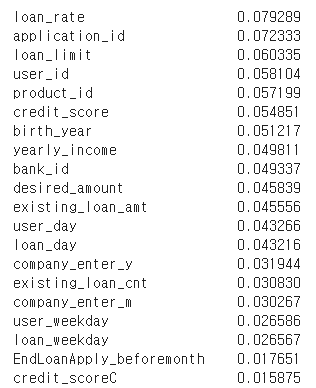 loan_rate 0.079289
application_id 0.072333
loan_limit 0.060335
user_id 0.058104
product_id 0.057199
credit_score 0.054851
birth_year 0.051217
yearly_income 0.049811
bank_id 0.049337
desired_amount 0.045839
existing_loan_amt 0.045556
user_day 0.043266
loan_day 0.043216
company_enter_y 0.031944
existing_loan_cnt 0.030830
company_enter_m 0.030267
user_weekday 0.026586
loan_weekday 0.026567
EndLoanApply_beforemonth 0.017651
credit_scoreC 0.015875